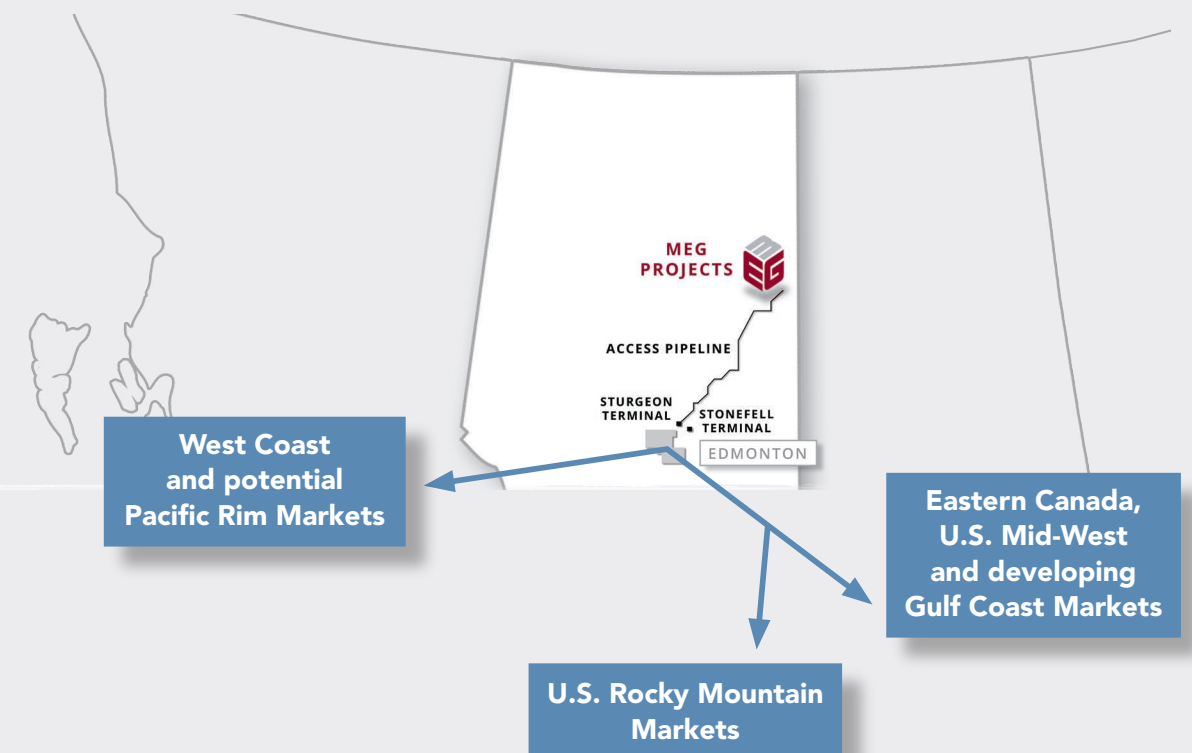 MEG
PROJECTS
MEG
ACCESS PIPELINE
STURGEON
TERMINAL
STONEFELL
TERMINAL
EDMONTON
West Coast
and potential
Pacific Rim Markets
Eastern Canada,
U.S. Mid-West
and developing
Gulf Coast Markets
U.S. Rocky Mountain
Markets